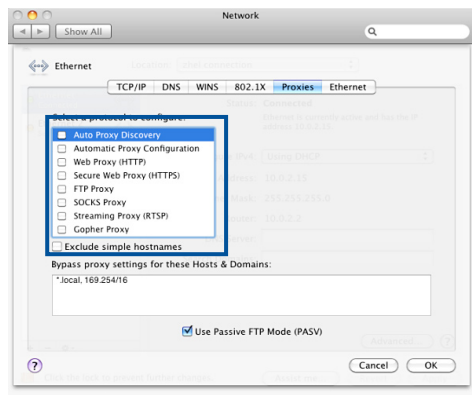 Network
Show All
Ethernet
TCP/IP DNS WINS 802.1X Proxies Ethernet
Select a protocol to configure:
Auto Proxy Discovery
Automatic Proxy Configuration
Web Proxy (HTTP)
Secure Web Proxy (HTTPS)
FTP Proxy
SOCKS Proxy
Streaming Proxy (RTSP)
Gopher Proxy
Exclude simple hostnames
Bypass proxy settings for these Hosts & Domains:
*.local, 169.254/16
Use Passive FTP Mode (PASV)
Advanced...
?
? Cancel OK